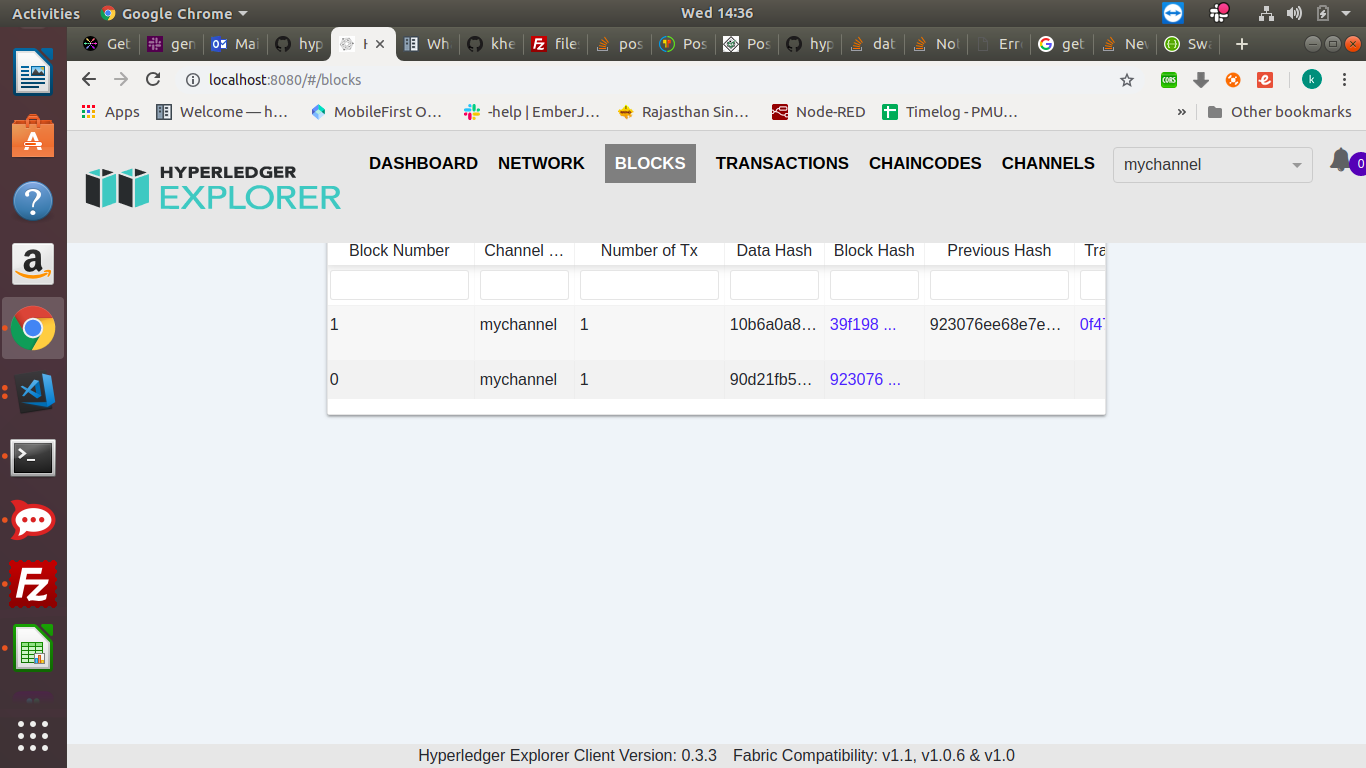 Activities Google Chrome Wed 14:36
Get gen Mai hyp H Wh khe file: pos Pos Pos hyp dat Not Erro get Nev Swa
localhost:8080/#/blocks CORS k
Apps Welcome — h… MobileFirst O… -help | EmberJ… Rajasthan Sin… Node-RED Timelog - PMU… » Other bookmarks
HYPERLEDGER
EXPLORER
DASHBOARD NETWORK BLOCKS TRANSACTIONS CHAINCODES CHANNELS mychannel 0
Block Number Channel … Number of Tx Data Hash Block Hash Previous Hash Tra
1 mychannel 1 10b6a0a8… 39f198 ... 923076ee68e7e… 0f47
0 mychannel 1 90d21fb5… 923076 ...
Hyperledger Explorer Client Version: 0.3.3 Fabric Compatibility: v1.1, v1.0.6 & v1.0